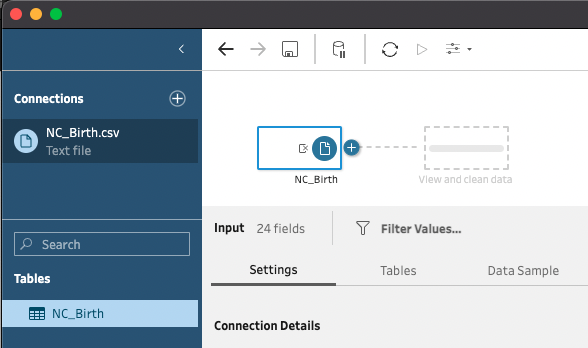 Connections
NC_Birth.csv
Text file
Search
Tables
NC_Birth
NC_Birth
View and clean data
Input 24 fields Filter Values...
Settings Tables Data Sample
Connection Details